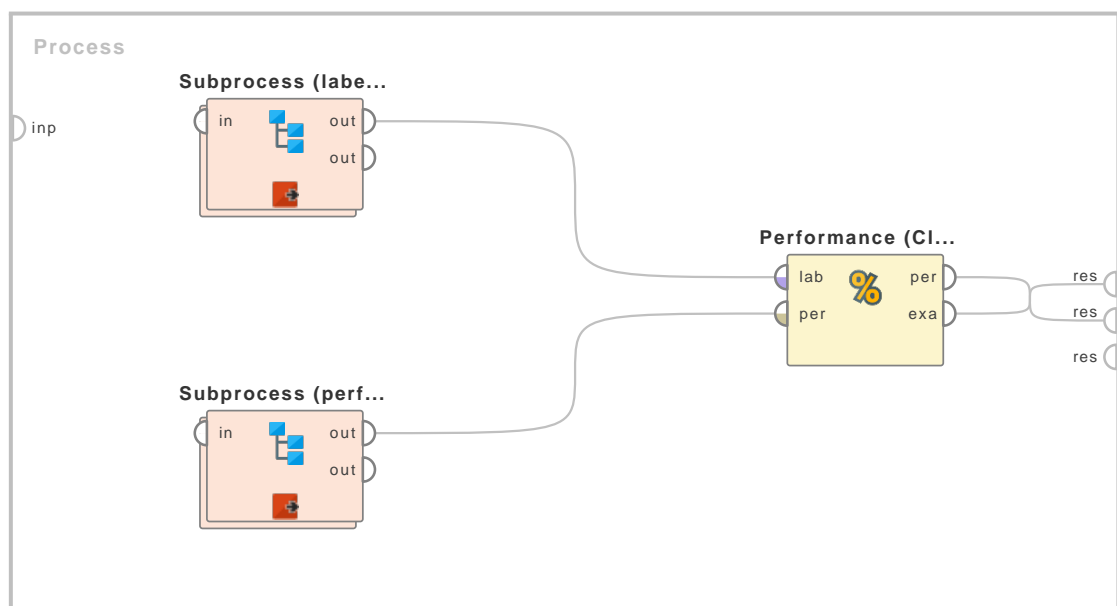 Process
inp
Subprocess (labe...
in
out
out
Performance (Cl...
lab
per
per
exa
%
res
res
res
Subprocess (perf...
in
out
out